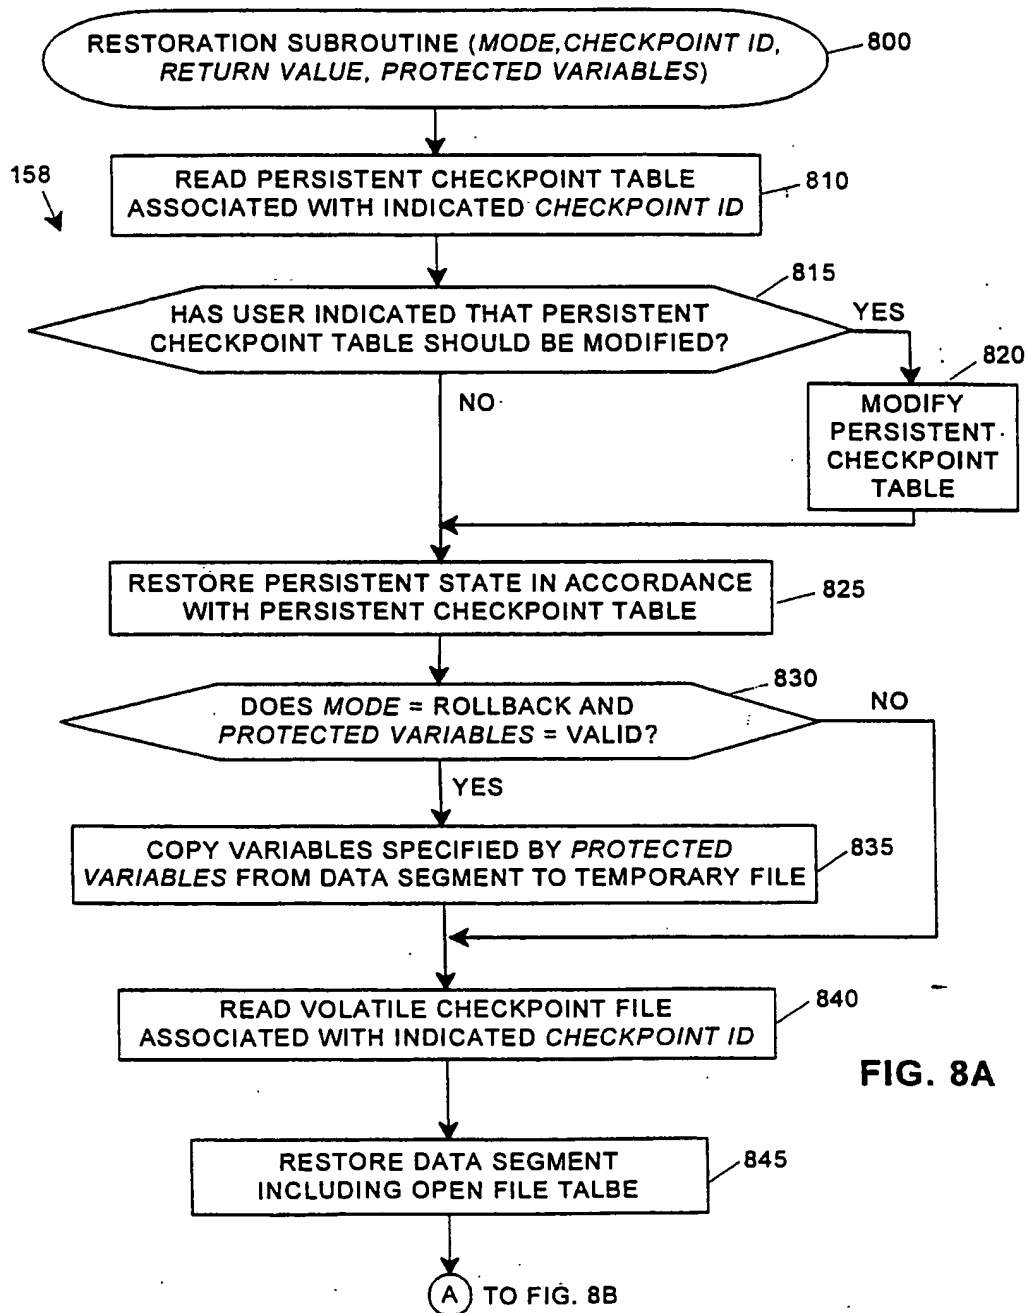 RESTORATION SUBROUTINE (MODE,CHECKPOINT ID,
RETURN VALUE, PROTECTED VARIABLES)
800
158
READ PERSISTENT CHECKPOINT TABLE
ASSOCIATED WITH INDICATED CHECKPOINT ID
810
815
HAS USER INDICATED THAT PERSISTENT
CHECKPOINT TABLE SHOULD BE MODIFIED?
YES
820
NO
MODIFY
PERSISTENT
CHECKPOINT
TABLE
RESTORE PERSISTENT STATE IN ACCORDANCE
WITH PERSISTENT CHECKPOINT TABLE
825
830
DOES MODE = ROLLBACK AND
PROTECTED VARIABLES = VALID?
NO
YES
COPY VARIABLES SPECIFIED BY PROTECTED
VARIABLES FROM DATA SEGMENT TO TEMPORARY FILE
835
READ VOLATILE CHECKPOINT FILE
ASSOCIATED WITH INDICATED CHECKPOINT ID
840
FIG. 8A
RESTORE DATA SEGMENT
INCLUDING OPEN FILE TALBE
845
A TO FIG. 8B